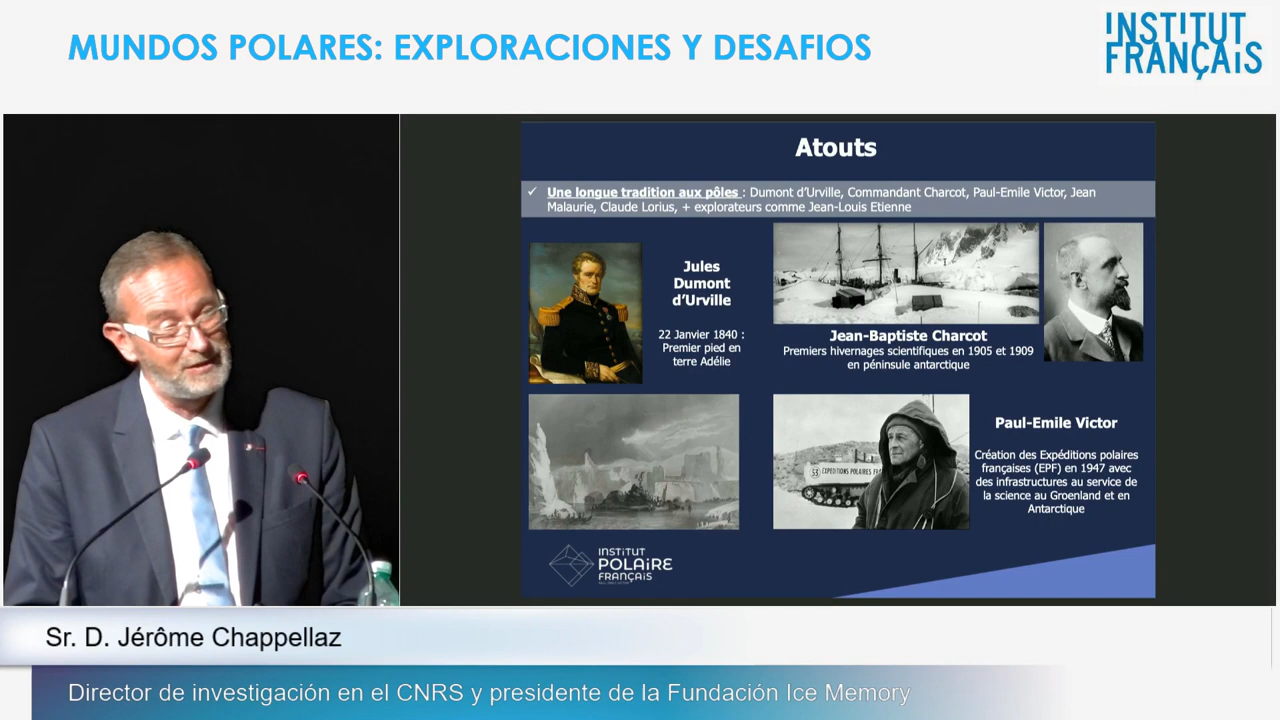 MUNDOS POLARES: EXPLORACIONES Y DESAFIOS
INSTiTUT
FRANÇAiS
Atouts
✓ Une longue tradition aux pôles : Dumont d'Urville, Commandant Charcot, Paul-Emile Victor, Jean
Malaurie, Claude Lorius, + explorateurs comme Jean-Louis Etienne
Jules
Dumont
d'Urville
22 Janvier 1840 :
Premier pied en
terre Adélie
Jean-Baptiste Charcot
Premiers hivernages scientifiques en 1905 et 1909
en péninsule antarctique
53 EXPEDITIONS POLAIRES
Paul-Emile Victor
Création des Expéditions polaires
françaises (EPF) en 1947 avec
des infrastructures au service de
la science au Groenland et en
Antarctique
INSTiTUT
POLAiRE
FRANÇAiS
Sr. D. Jérôme Chappellaz
Director de investigación en el CNRS y presidente de la Fundación Ice Memory